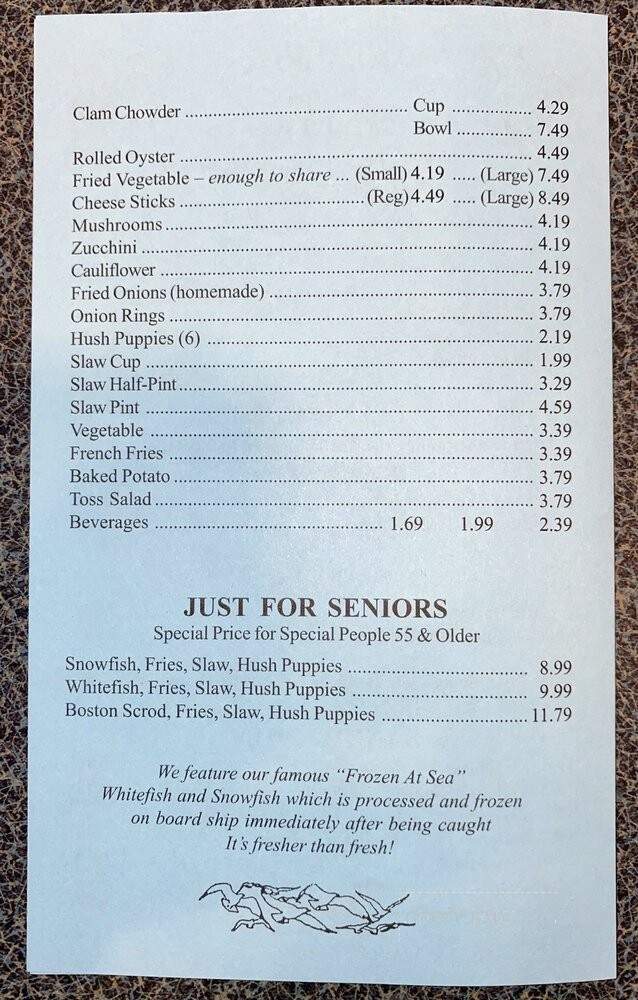 Clam Chowder ........................................... Cup ................ 4.29
Bowl ............... 7.49
Rolled Oyster .................................................................... 4.49
Fried Vegetable – enough to share ... (Small) 4.19 ..... (Large) 7.49
Cheese Sticks .................................... (Reg) 4.49 ..... (Large) 8.49
Mushrooms ....................................................................... 4.19
Zucchini ........................................................................... 4.19
Cauliflower ....................................................................... 4.19
Fried Onions (homemade) ................................................... 3.79
Onion Rings ...................................................................... 3.79
Hush Puppies (6) .............................................................. 2.19
Slaw Cup .......................................................................... 1.99
Slaw Half-Pint .................................................................... 3.29
Slaw Pint .......................................................................... 4.59
Vegetable ......................................................................... 3.39
French Fries ...................................................................... 3.39
Baked Potato ..................................................................... 3.79
Toss Salad ......................................................................... 3.79
Beverages ............................................ 1.69 1.99 2.39
JUST FOR SENIORS
Special Price for Special People 55 & Older
Snowfish, Fries, Slaw, Hush Puppies ................................... 8.99
Whitefish, Fries, Slaw, Hush Puppies .................................. 9.99
Boston Scrod, Fries, Slaw, Hush Puppies ............................ 11.79
We feature our famous “Frozen At Sea”
Whitefish and Snowfish which is processed and frozen
on board ship immediately after being caught
It's fresher than fresh!